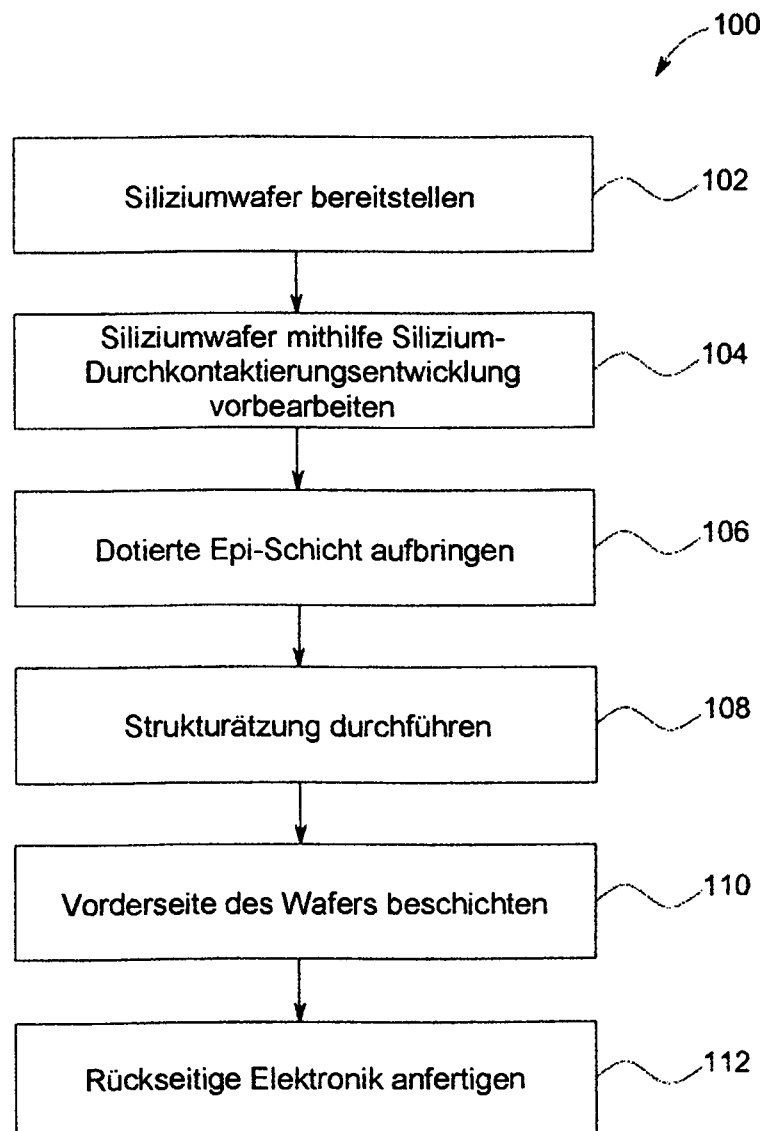 100
Siliziumwafer bereitstellen
102
Siliziumwafer mithilfe Silizium-
Durchkontaktierungsentwicklung
vorbearbeiten
104
Dotierte Epi-Schicht aufbringen
106
Strukturätzung durchführen
108
Vorderseite des Wafers beschichten
110
Rückseitige Elektronik anfertigen
112